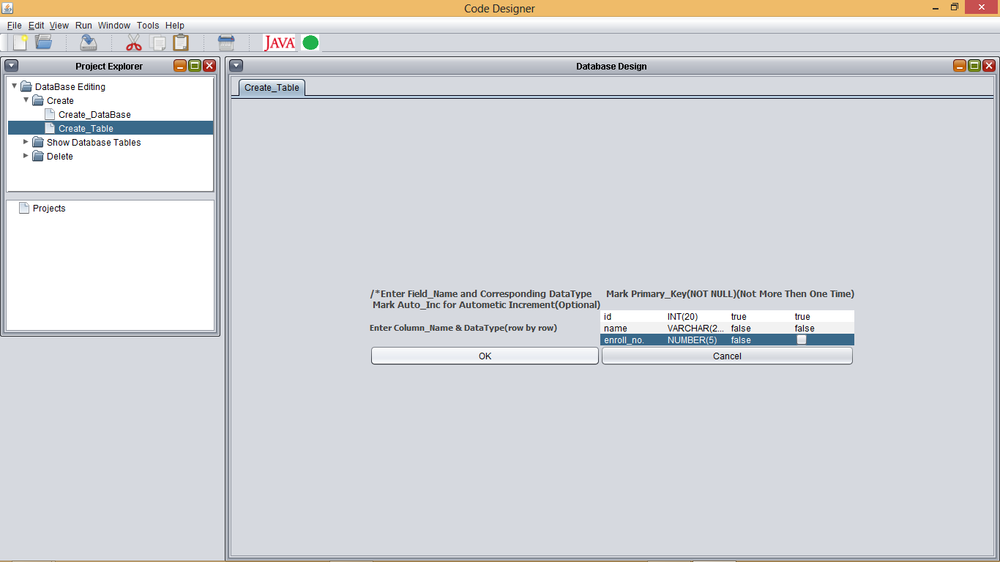 Code Designer
File Edit View Run Window Tools Help
JAVA
Project Explorer
DataBase Editing
Create
Create_DataBase
Create_Table
Show Database Tables
Delete
Projects
Database Design
Create_Table
/*Enter Field_Name and Corresponding DataType Mark Primary_Key(NOT NULL)(Not More Then One Time)
Mark Auto_Inc for Autometic Increment(Optional)
Enter Column_Name & DataType(row by row)
id INT(20) true true
name VARCHAR(2... false false
enroll_no. NUMBER(5) false
OK Cancel